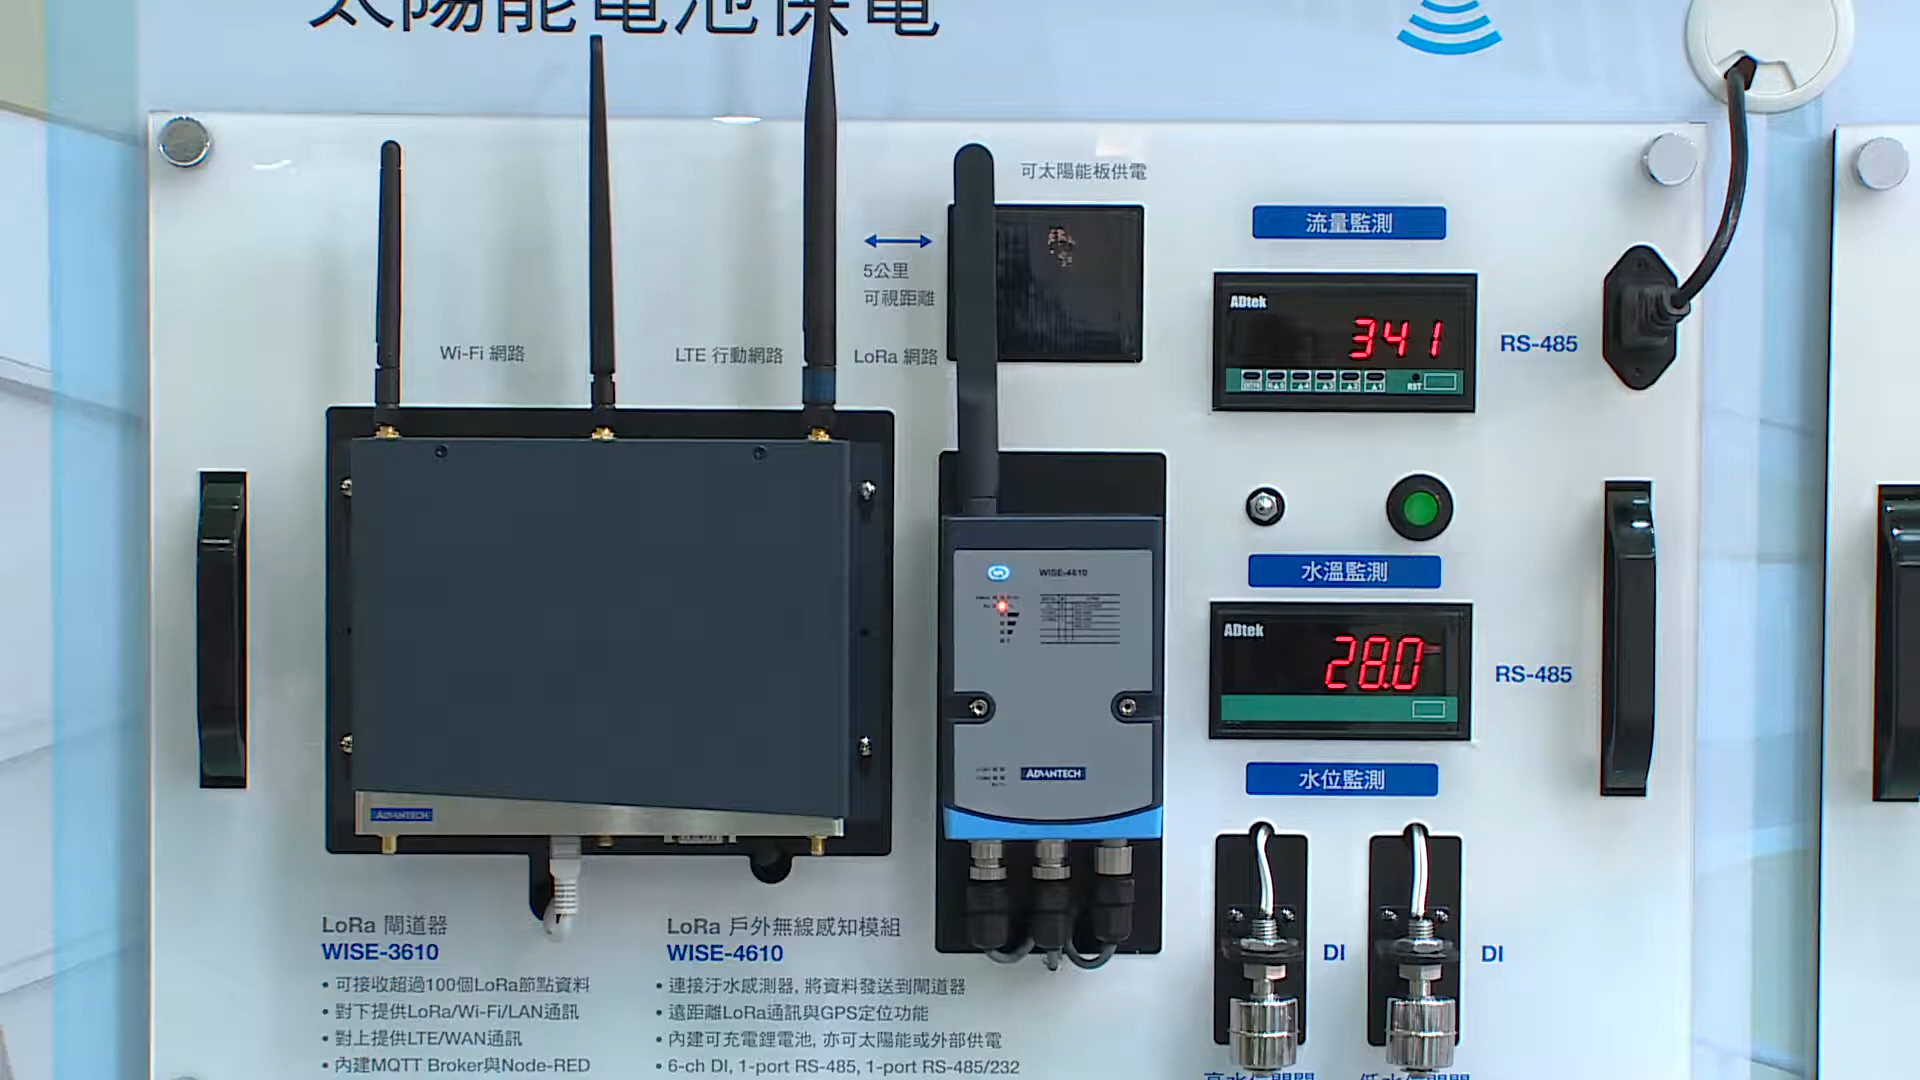 太陽能電池供電
可太陽能板供電
5公里
可視距離
Wi-Fi 網路
LTE 行動網路
LoRa 網路
流量監測
ADtek
341
RST
RS-485
水溫監測
ADtek
28.0
RS-485
水位監測
WISE-4610
ADVANTECH
ADVANTECH
DI
DI
LoRa 閘道器
WISE-3610
• 可接收超過100個LoRa節點資料
• 對下提供LoRa/Wi-Fi/LAN通訊
• 對上提供LTE/WAN通訊
• 內建MQTT Broker與Node-RED
LoRa 戶外無線感知模組
WISE-4610
• 連接汙水感測器, 將資料發送到閘道器
• 遠距離LoRa通訊與GPS定位功能
• 內建可充電鋰電池, 亦可太陽能或外部供電
• 6-ch DI, 1-port RS-485, 1-port RS-485/232